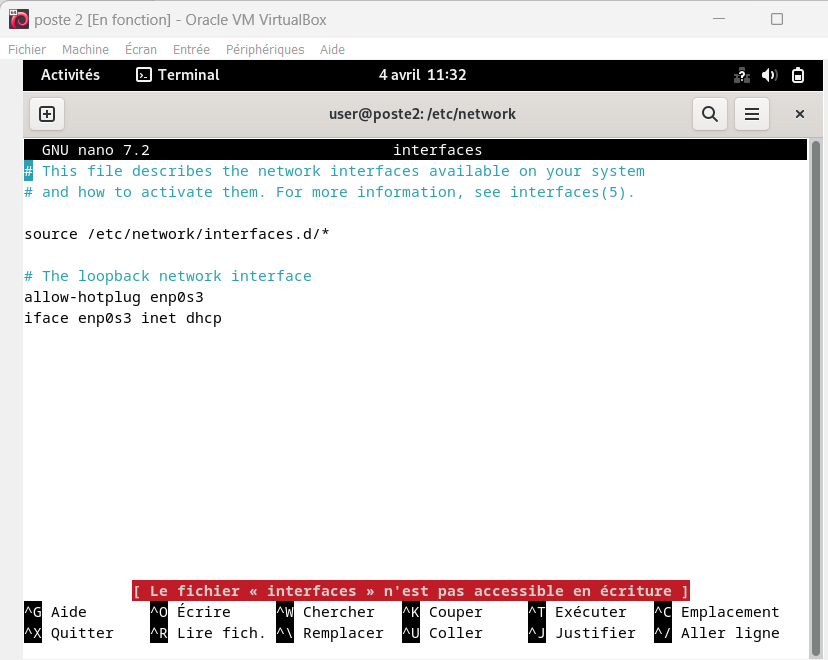 poste 2 [En fonction] - Oracle VM VirtualBox
Fichier Machine Écran Entrée Périphériques Aide
Activités Terminal 4 avril 11:32
user@poste2: /etc/network
GNU nano 7.2 interfaces
# This file describes the network interfaces available on your system
# and how to activate them. For more information, see interfaces(5).
source /etc/network/interfaces.d/*
# The loopback network interface
allow-hotplug enp0s3
iface enp0s3 inet dhcp
[ Le fichier « interfaces » n'est pas accessible en écriture ]
^G Aide ^O Écrire ^W Chercher ^K Couper ^T Exécuter ^C Emplacement
^X Quitter ^R Lire fich. ^\ Remplacer ^U Coller ^J Justifier ^/ Aller ligne